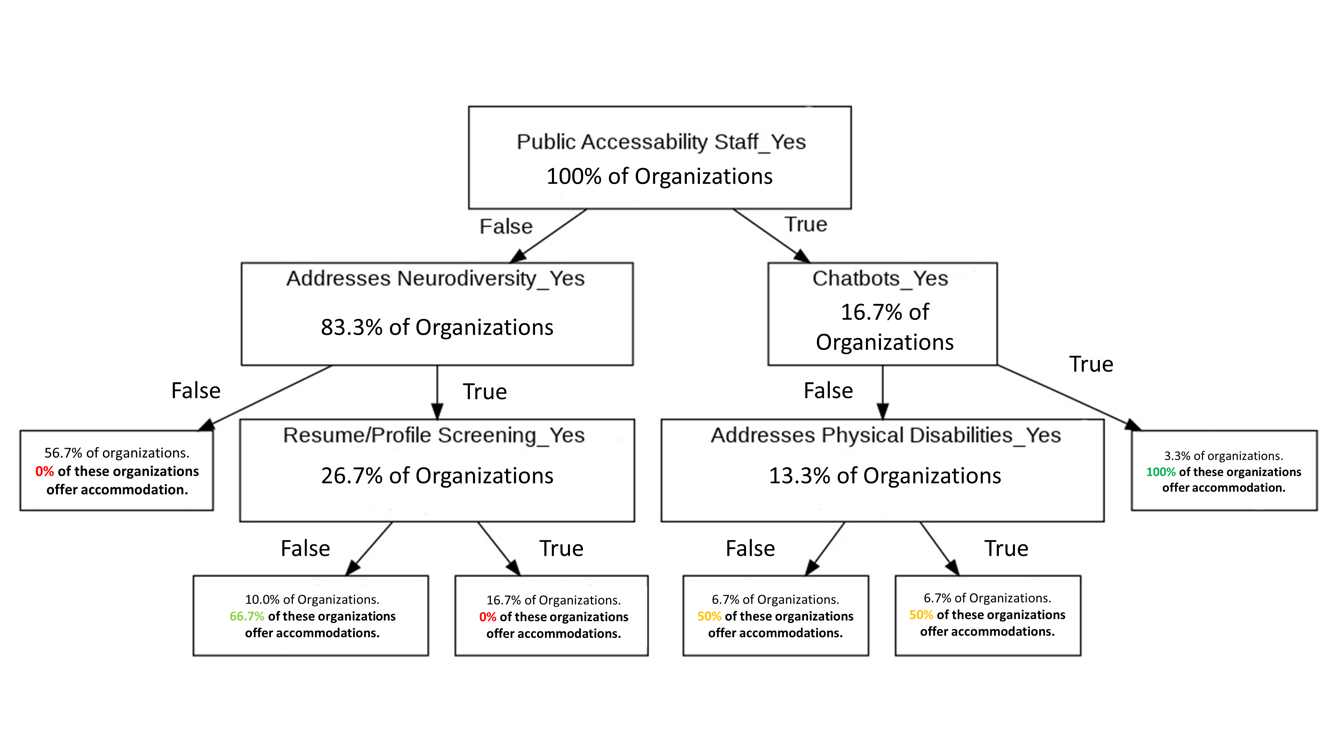 Public Accessability Staff_Yes
100% of Organizations
False
True
Addresses Neurodiversity_Yes
83.3% of Organizations
Chatbots_Yes
16.7% of
Organizations
False
True
False
True
56.7% of organizations.
0% of these organizations
offer accommodation.
Resume/Profile Screening_Yes
26.7% of Organizations
Addresses Physical Disabilities_Yes
13.3% of Organizations
3.3% of organizations.
100% of these organizations
offer accommodation.
False
True
False
True
10.0% of Organizations.
66.7% of these organizations
offer accommodations.
16.7% of Organizations.
0% of these organizations
offer accommodations.
6.7% of Organizations.
50% of these organizations
offer accommodations.
6.7% of Organizations.
50% of these organizations
offer accommodations.